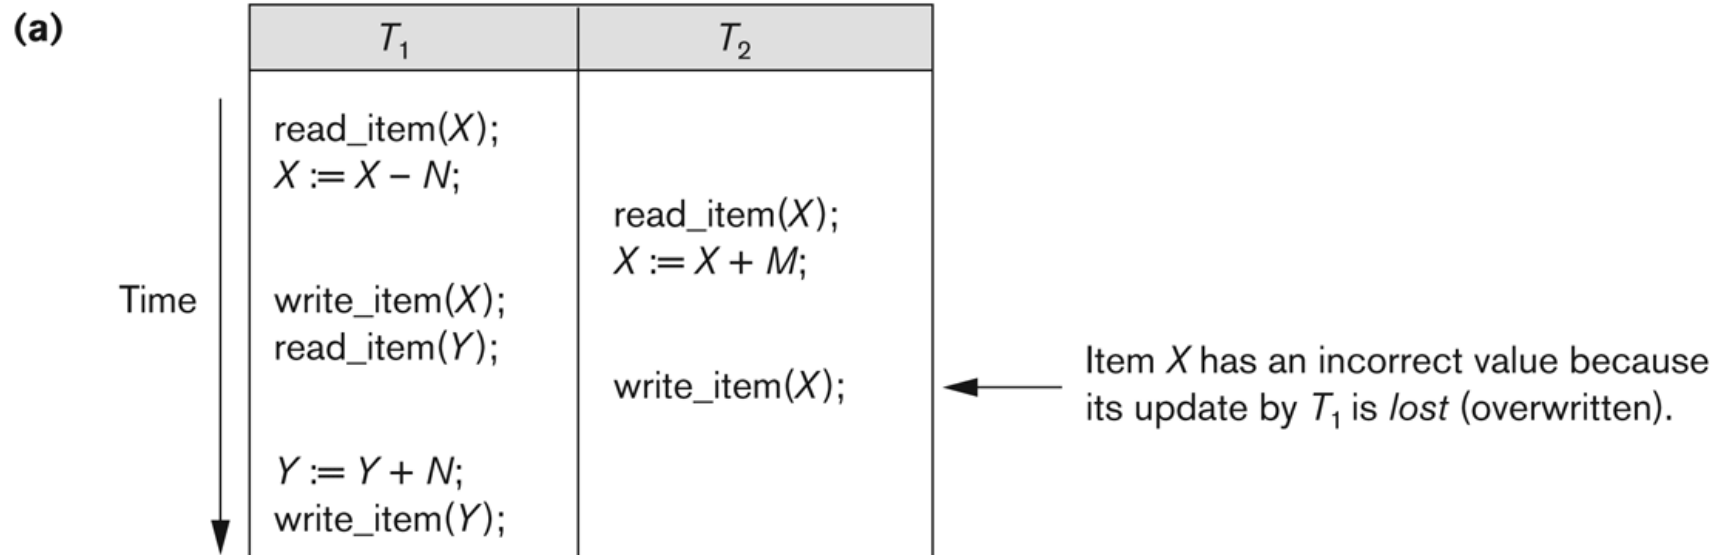 (a)
T₁ T₂
read_item(X);
X := X − N;
read_item(X);
X := X + M;
Time
write_item(X);
read_item(Y);
write_item(X);
Item X has an incorrect value because
its update by T₁ is lost (overwritten).
Y := Y + N;
write_item(Y);